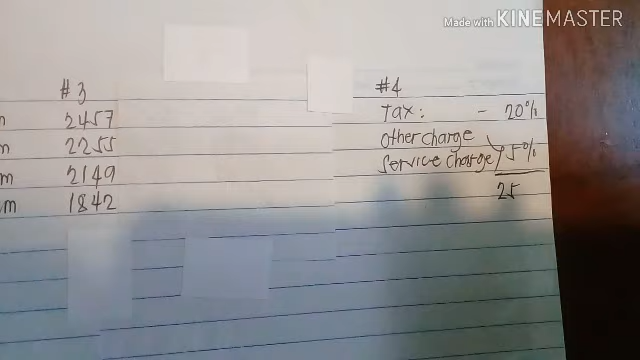 Made with KINEMASTER
#3
n 2457
m 2255
m 2149
m 1842
#4
Tax: - 20%
Other charge
Service charge 5%
25